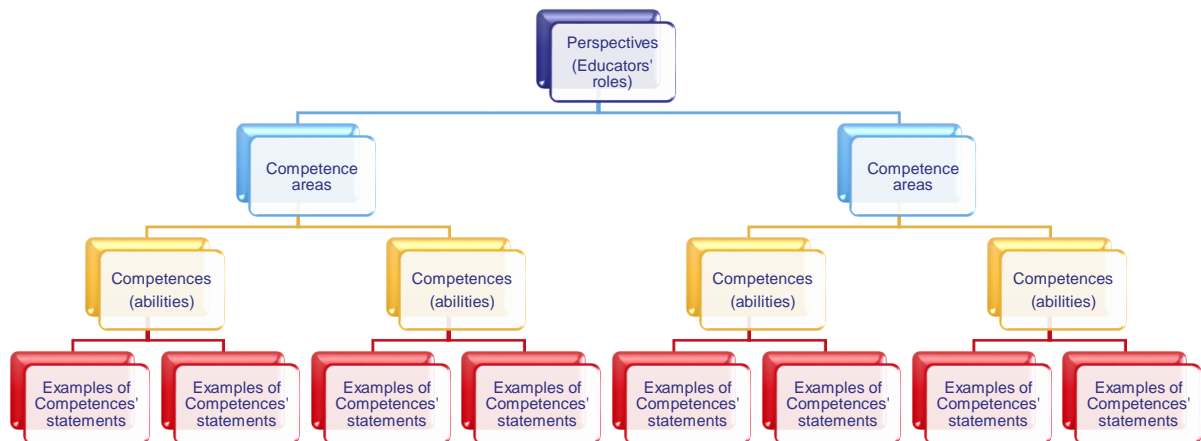 Perspectives
(Educators'
roles)
Competence
areas
Competence
areas
Competences
(abilities)
Competences
(abilities)
Competences
(abilities)
Competences
(abilities)
Examples of
Competences'
statements
Examples of
Competences'
statements
Examples of
Competences'
statements
Examples of
Competences'
statements
Examples of
Competences'
statements
Examples of
Competences'
statements
Examples of
Competences'
statements
Examples of
Competences'
statements